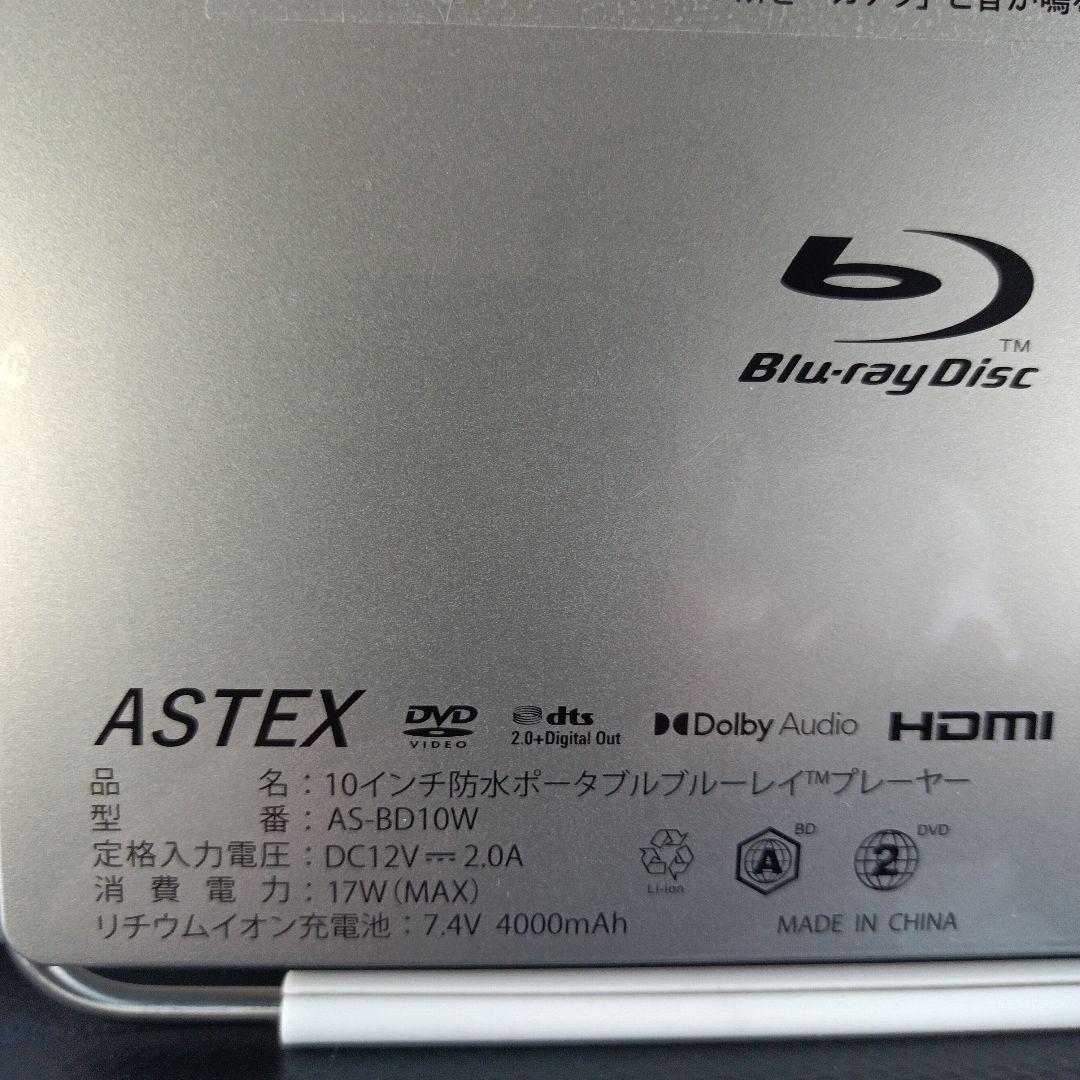 Blu-ray Disc
TM
ASTEX
DVD
VIDEO
dts
2.0+Digital Out
Dolby Audio
HDMI
品名：10インチ防水ポータブルブルーレイ™プレーヤー
型番：AS-BD10W
定格入力電圧：DC12V⎓2.0A
消費電力：17W(MAX)
リチウムイオン充電池：7.4V 4000mAh
Li-ion
A
BD
2
DVD
MADE IN CHINA